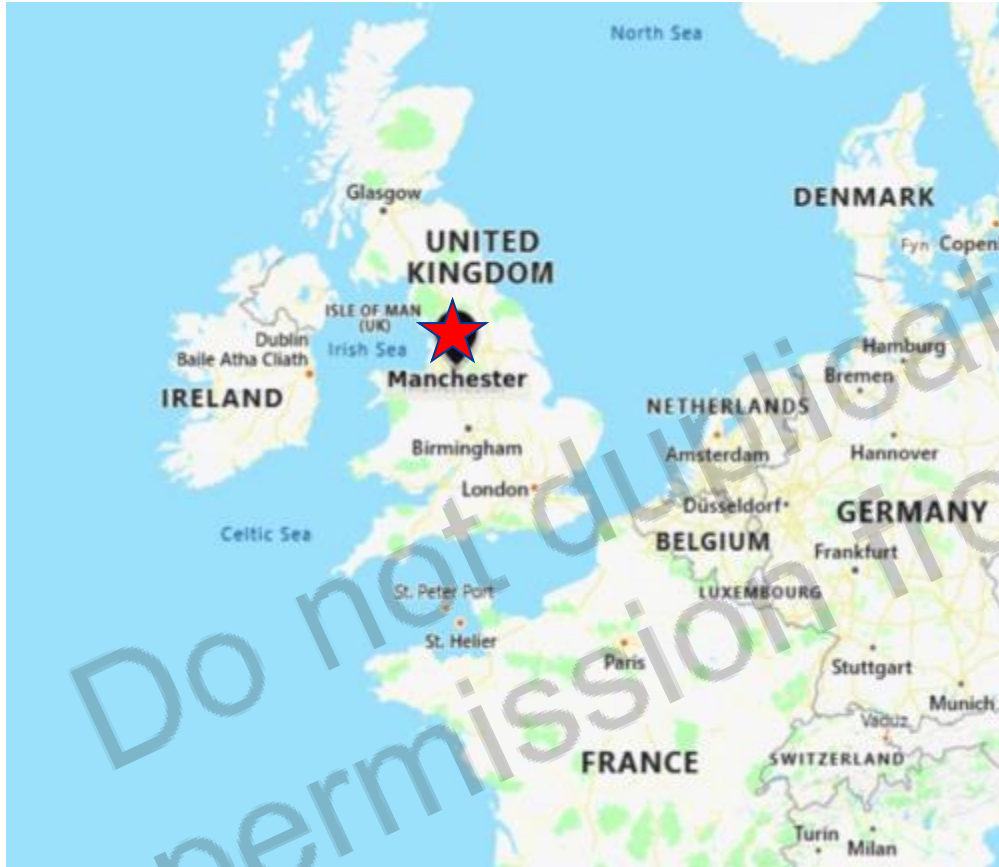 North Sea
Glasgow
DENMARK
UNITED
KINGDOM
Fyn Copen
ISLE OF MAN
(UK)
Dublin
Baile Atha Cliath
Irish Sea
Hamburg
Bremen
Manchester
IRELAND
NETHERLANDS
Birmingham
Amsterdam
Hannover
London
Düsseldorf
GERMANY
Celtic Sea
BELGIUM
Frankfurt
St. Peter Port
LUXEMBOURG
St. Helier
Paris
Stuttgart
Munich
Vaduz
FRANCE
SWITZERLAND
Turin
Milan
Do not duplicat
permission fro